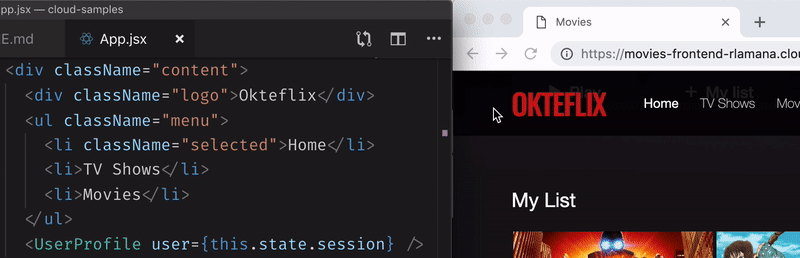 pp.jsx — cloud-samples
E.md
App.jsx
<div className="content">
<div className="logo">Okteflix</div>
<ul className="menu">
<li className="selected">Home</li>
<li>TV Shows</li>
<li>Movies</li>
</ul>
<UserProfile user={this.state.session} />
Movies
https://movies-frontend-rlamana.clou
Play
+ My list
OKTEFLIX
Home
TV Shows
Mov
My List